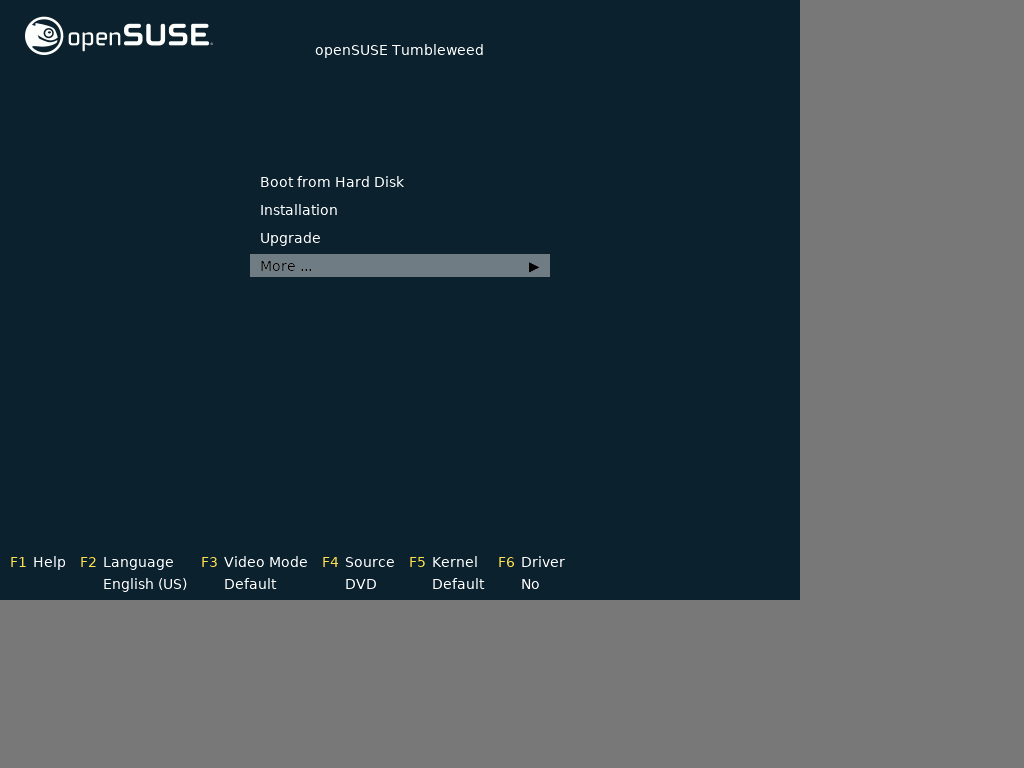 openSUSE
openSUSE Tumbleweed
Boot from Hard Disk
Installation
Upgrade
More ...
F1 Help F2 Language F3 Video Mode F4 Source F5 Kernel F6 Driver
English (US) Default DVD Default No